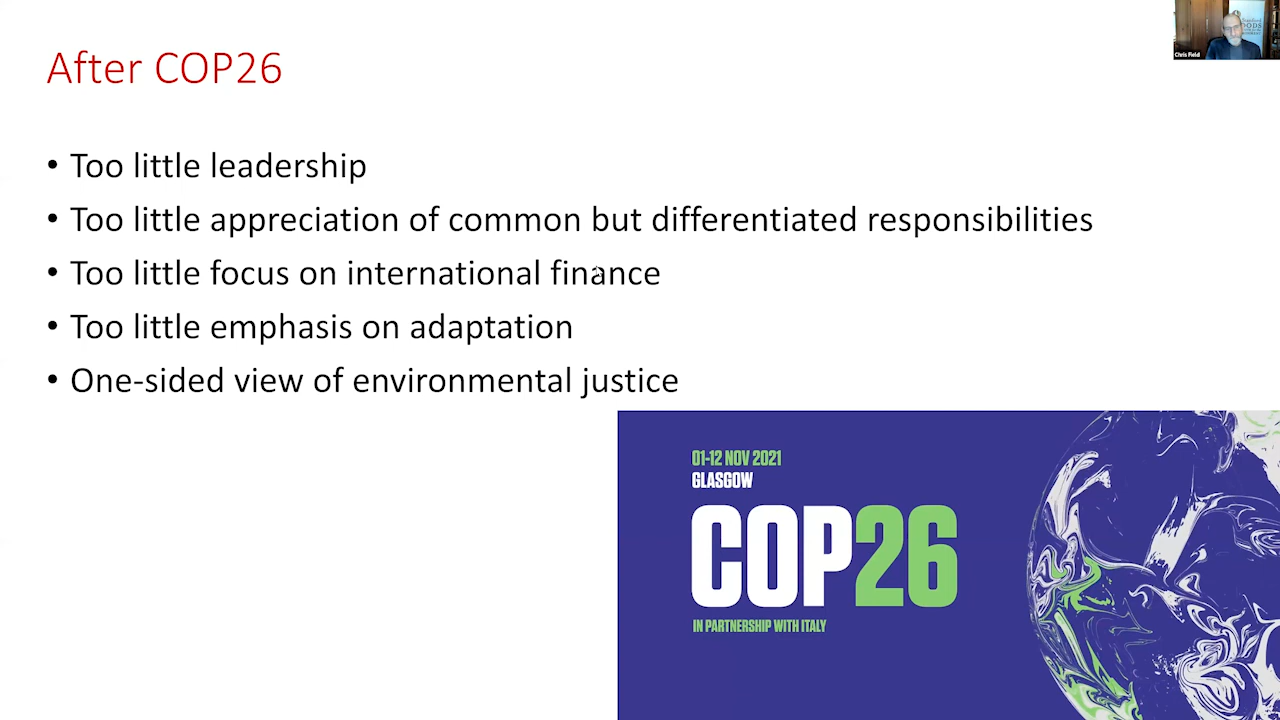 Chris Field
After COP26
• Too little leadership
• Too little appreciation of common but differentiated responsibilities
• Too little focus on international finance
• Too little emphasis on adaptation
• One-sided view of environmental justice
01-12 NOV 2021
GLASGOW
COP26
IN PARTNERSHIP WITH ITALY